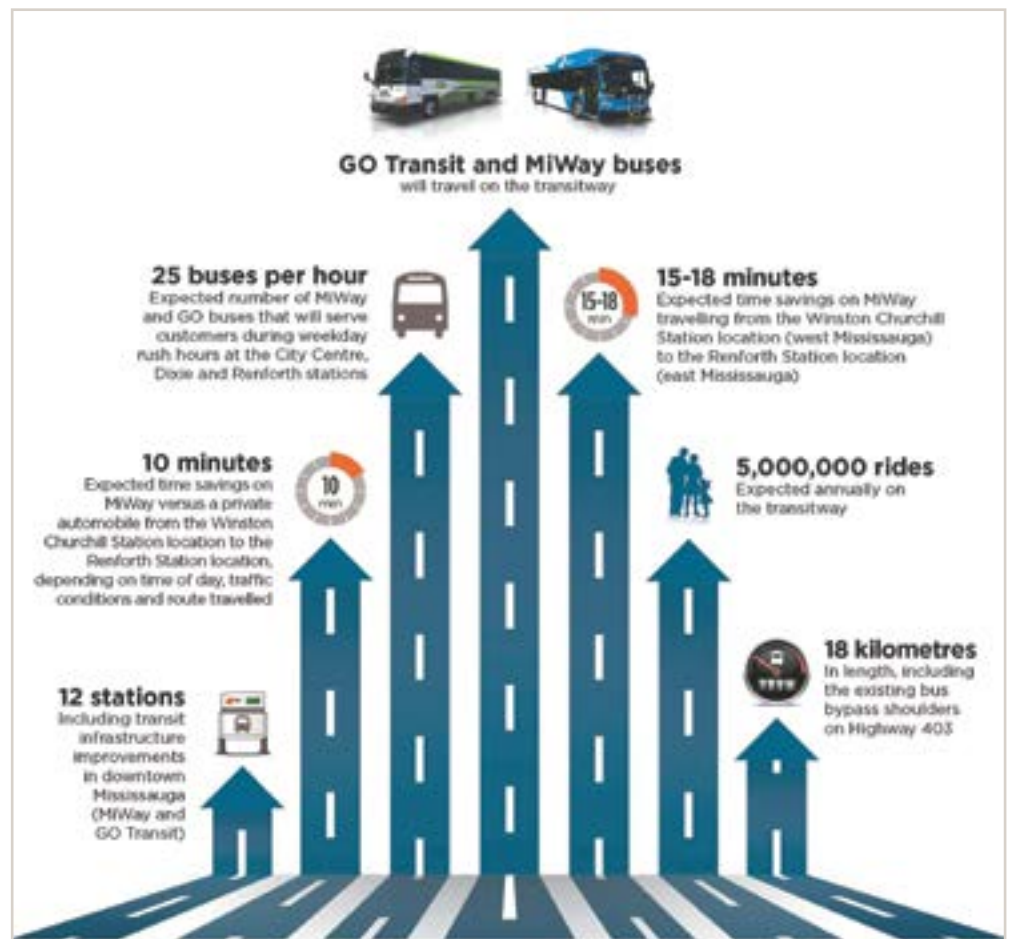 GO Transit and MiWay buses
will travel on the transitway
25 buses per hour
Expected number of MiWay
and GO buses that will serve
customers during weekday
rush hours at the City Centre,
Dixie and Renforth stations
15-18
min
15-18 minutes
Expected time savings on MiWay
travelling from the Winston Churchill
Station location (west Mississauga)
to the Renforth Station location
(east Mississauga)
10 minutes
Expected time savings on
MiWay versus a private
automobile from the Winston
Churchill Station location to the
Renforth Station location,
depending on time of day, traffic
conditions and route travelled
10
min
5,000,000 rides
Expected annually on
the transitway
12 stations
Including transit
infrastructure
improvements
in downtown
Mississauga
(MiWay and
GO Transit)
18 kilometres
In length, including
the existing bus
bypass shoulders
on Highway 403